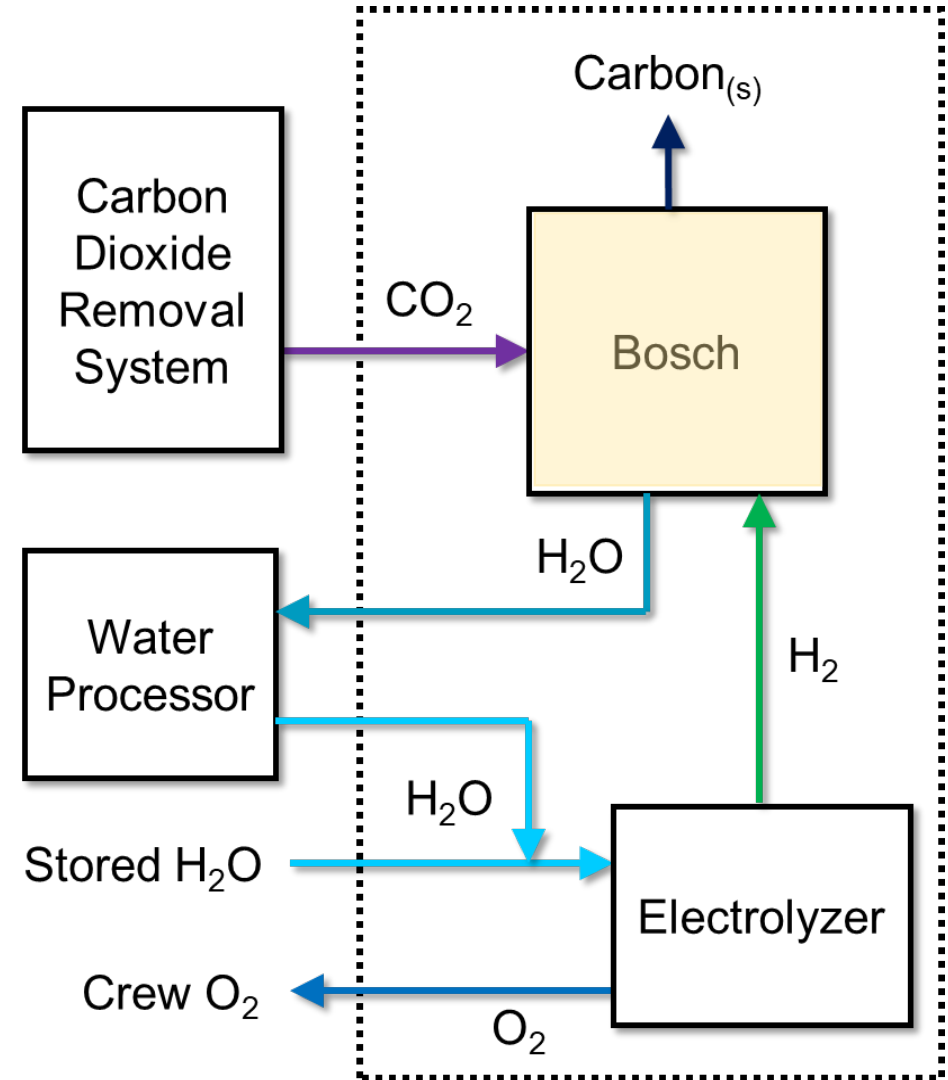 Carbon(s)
Carbon
Dioxide
Removal
System
CO₂
Bosch
H₂O
Water
Processor
H₂
H₂O
Stored H₂O
Electrolyzer
Crew O₂
O₂